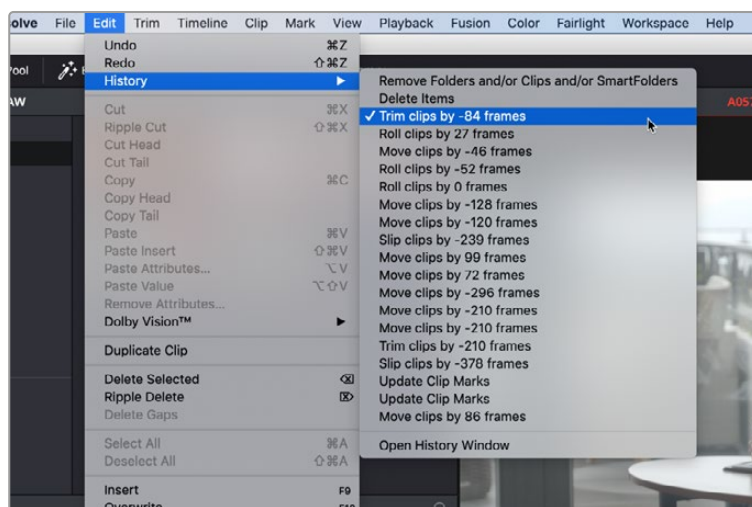 olve File Edit Trim Timeline Clip Mark View Playback Fusion Color Fairlight Workspace Help
Undo ⌘Z
Redo ⇧⌘Z
ool
History
AW
A057
Cut ⌘X
Ripple Cut ⇧⌘X
Cut Head
Cut Tail
Copy ⌘C
Copy Head
Copy Tail
Paste ⌘V
Paste Insert ⇧⌘V
Paste Attributes... ⌥V
Paste Value ⌥⇧V
Remove Attributes...
Dolby Vision™
Duplicate Clip
Delete Selected ⌫
Ripple Delete ⌦
Delete Gaps
Select All ⌘A
Deselect All ⇧⌘A
Insert F9
Overwrite F10
Remove Folders and/or Clips and/or SmartFolders
Delete Items
✓ Trim clips by -84 frames
Roll clips by 27 frames
Move clips by -46 frames
Roll clips by -52 frames
Roll clips by 0 frames
Move clips by -128 frames
Move clips by -120 frames
Slip clips by -239 frames
Move clips by 99 frames
Move clips by 72 frames
Move clips by -296 frames
Move clips by -210 frames
Move clips by -210 frames
Trim clips by -210 frames
Slip clips by -378 frames
Update Clip Marks
Update Clip Marks
Move clips by 86 frames
Open History Window